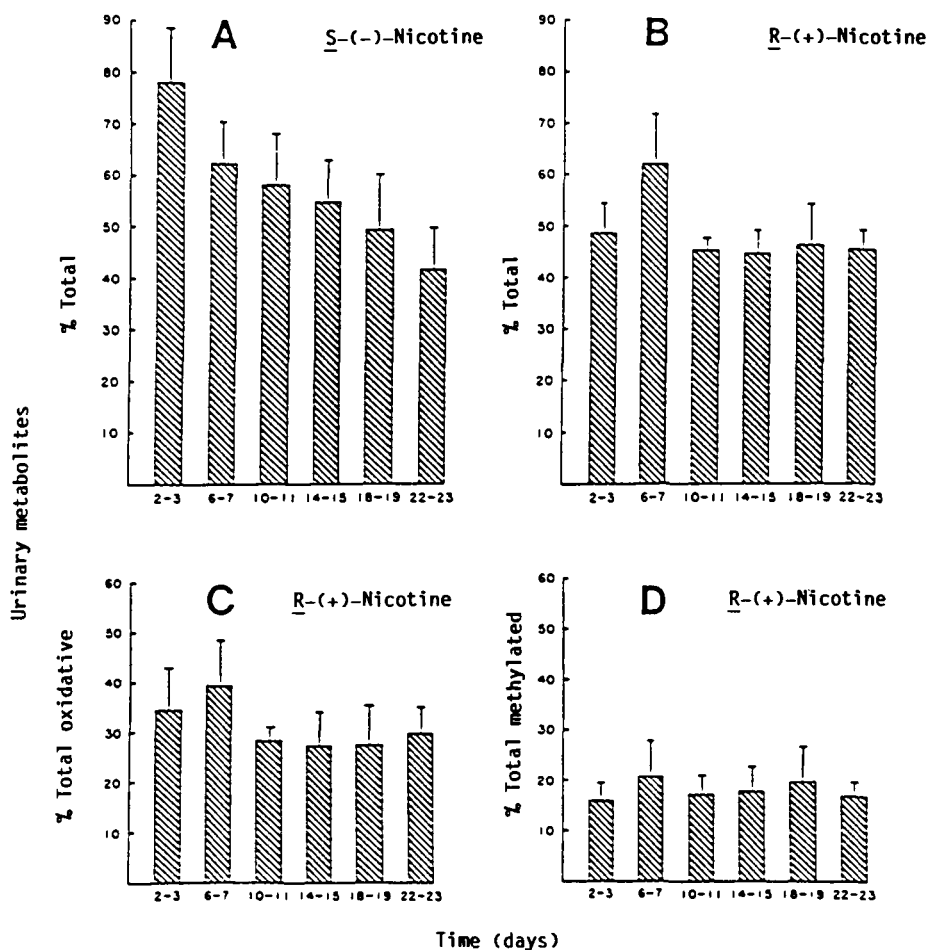 Urinary metabolites
A
S-(-)-Nicotine
% Total
90
80
70
60
50
40
30
20
10
2-3 6-7 10-11 14-15 18-19 22-23
B
R-(+)-Nicotine
% Total
90
80
70
60
50
40
30
20
10
2-3 6-7 10-11 14-15 18-19 22-23
C
R-(+)-Nicotine
% Total oxidative
60
50
40
30
20
10
2-3 6-7 10-11 14-15 18-19 22-23
D
R-(+)-Nicotine
% Total methylated
60
50
40
30
20
10
2-3 6-7 10-11 14-15 18-19 22-23
Time (days)